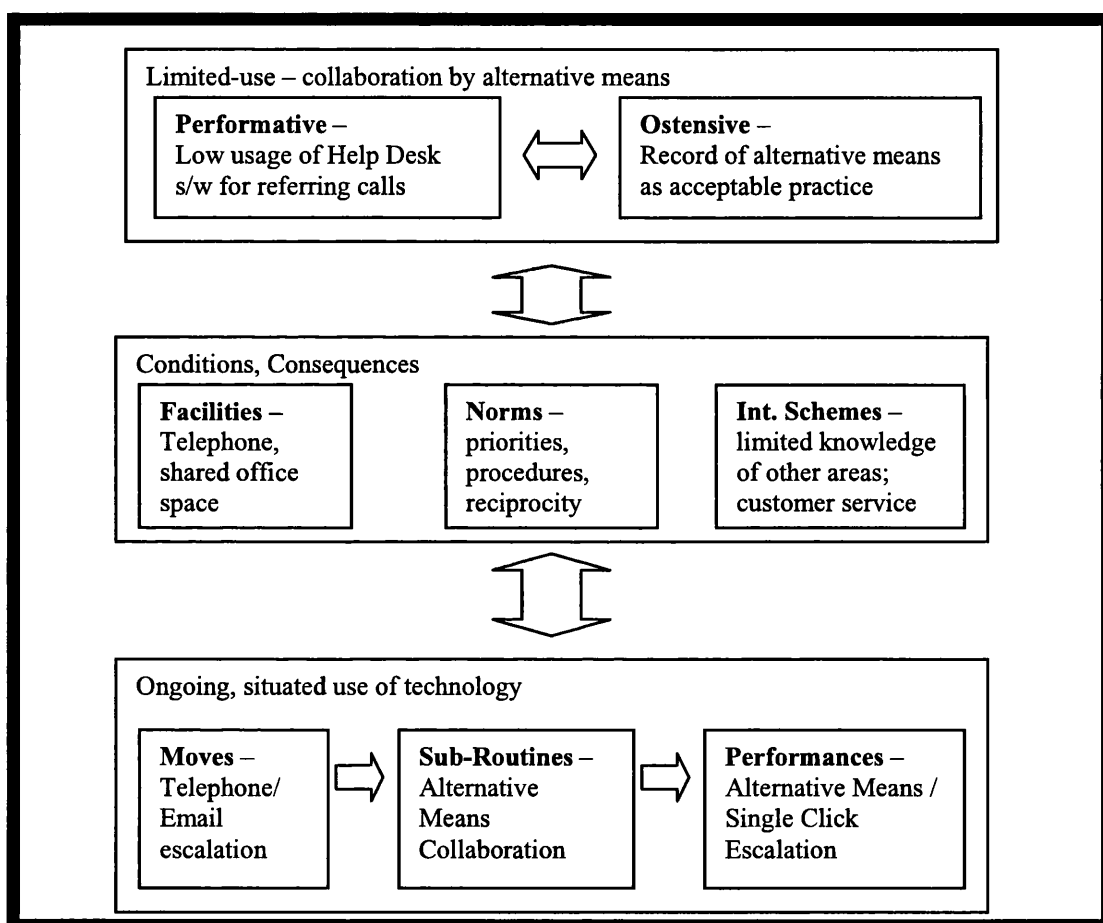 Limited-use – collaboration by alternative means
Performative –
Low usage of Help Desk
s/w for referring calls
Ostensive –
Record of alternative means
as acceptable practice
Conditions, Consequences
Facilities –
Telephone,
shared office
space
Norms –
priorities,
procedures,
reciprocity
Int. Schemes –
limited knowledge
of other areas;
customer service
Ongoing, situated use of technology
Moves –
Telephone/
Email
escalation
Sub-Routines –
Alternative
Means
Collaboration
Performances –
Alternative Means /
Single Click
Escalation